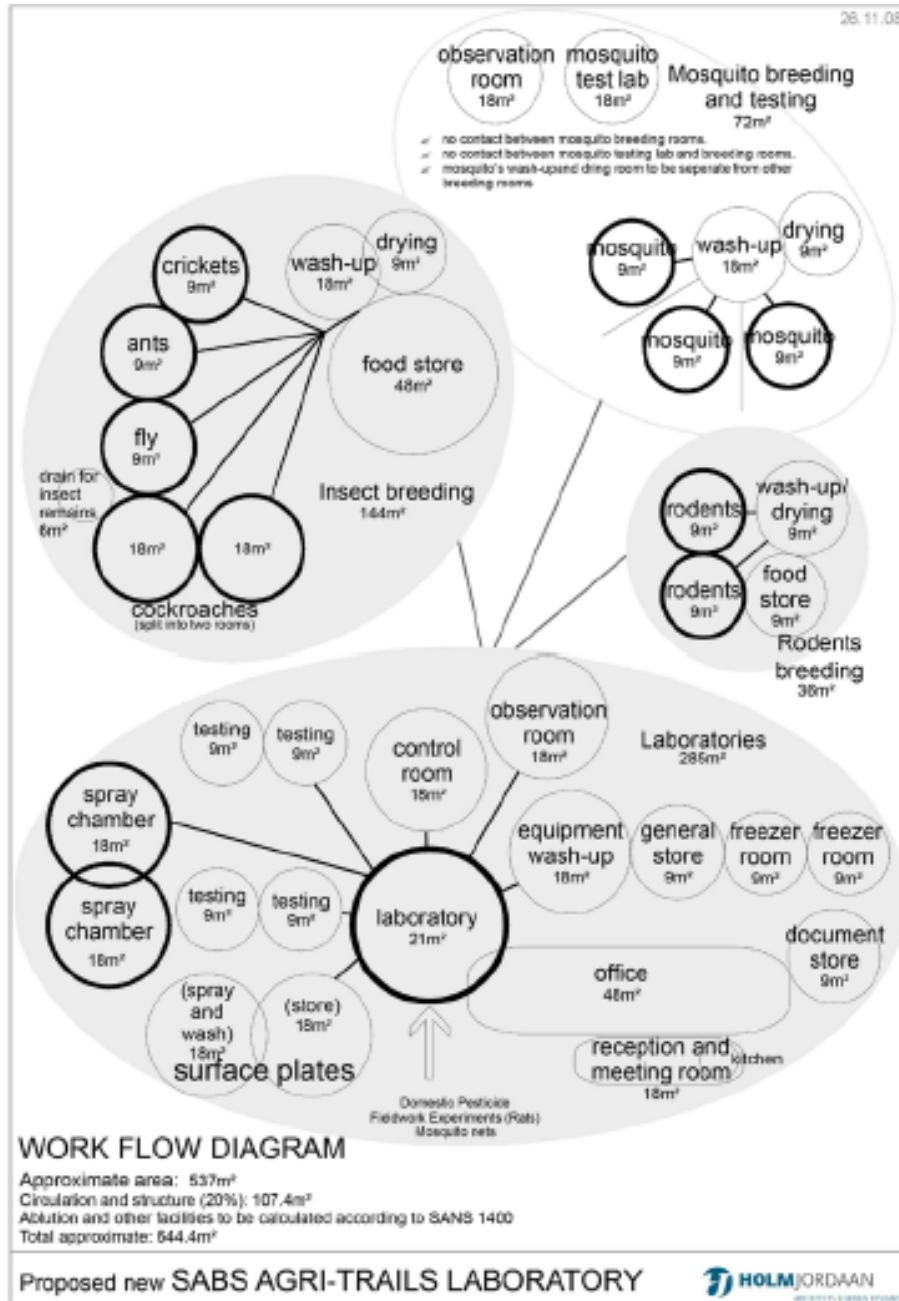 26.11.08
observation
room
18m²
mosquito
test lab
18m²
Mosquito breeding
and testing
72m²
no contact between mosquito breeding rooms.
no contact between mosquito testing lab and breeding rooms.
mosquito's wash-upand dring room to be seperate from other
breeding rooms
mosquito
9m²
wash-up
18m²
drying
9m²
mosquito
9m²
mosquito
9m²
crickets
9m²
wash-up
18m²
drying
9m²
ants
9m²
food store
48m²
fly
9m²
drain for
insect
remains
6m²
Insect breeding
144m²
18m²
18m²
cockroaches
(split into two rooms)
rodents
9m²
wash-up/
drying
9m²
rodents
9m²
food
store
9m²
Rodents
breeding
36m²
testing
9m²
testing
9m²
control
room
18m²
observation
room
18m²
Laboratories
285m²
spray
chamber
18m²
equipment
wash-up
18m²
general
store
9m²
freezer
room
9m²
freezer
room
9m²
spray
chamber
18m²
testing
9m²
testing
9m²
laboratory
21m²
document
store
9m²
office
48m²
(spray
and
wash)
18m²
(store)
18m²
surface plates
reception and
meeting room
18m²
kitchen
Domestic Pesticide
Fieldwork Experiments (Rats)
Mosquito nets
WORK FLOW DIAGRAM
Approximate area: 537m²
Circulation and structure (20%): 107.4m²
Ablution and other facilities to be calculated according to SANS 1400
Total approximate: 644.4m²
Proposed new SABS AGRI-TRAILS LABORATORY
HOLMJORDAAN